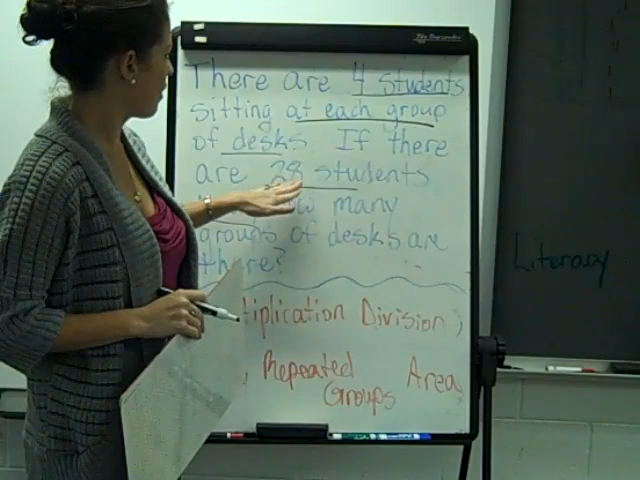 There are 4 students
sitting at each group
of desks If there
are 28 students
many
groups of desks are
there?
tiplication Division
Repeated Area
Groups
Literacy